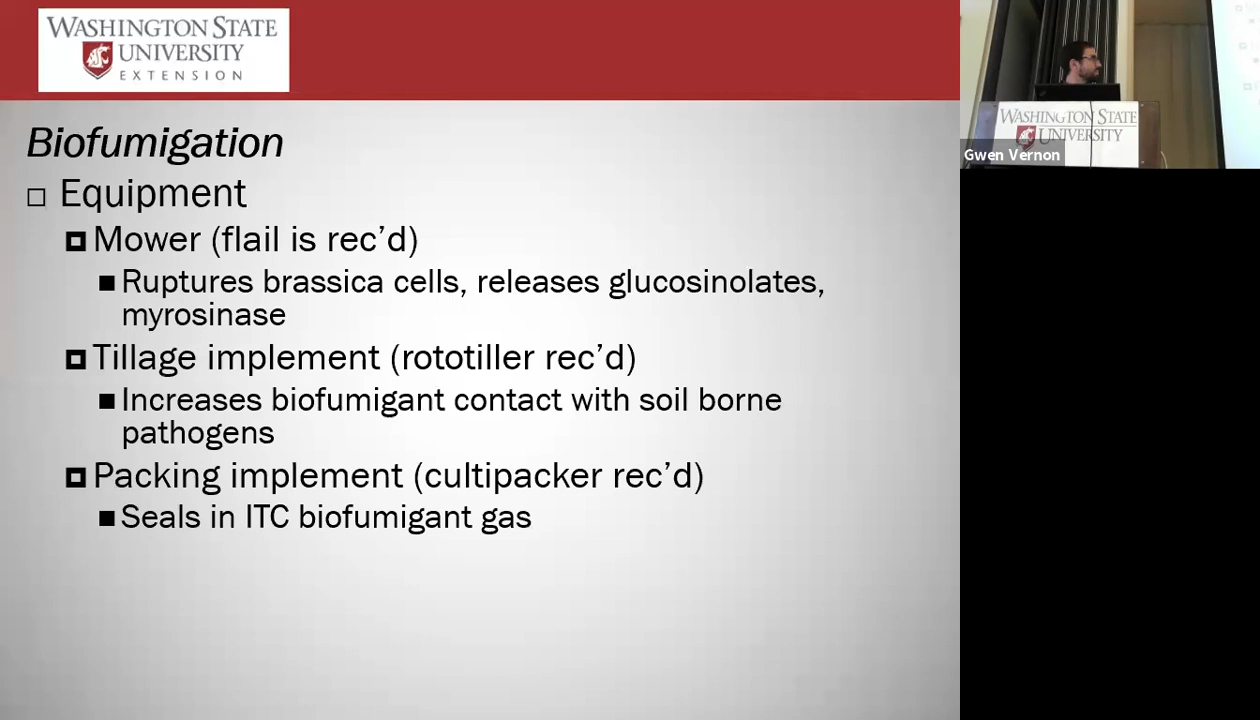 WASHINGTON STATE
UNIVERSITY
EXTENSION
Biofumigation
Equipment
Mower (flail is rec’d)
Ruptures brassica cells, releases glucosinolates,
myrosinase
Tillage implement (rototiller rec’d)
Increases biofumigant contact with soil borne
pathogens
Packing implement (cultipacker rec’d)
Seals in ITC biofumigant gas
WASHINGTON STATE
UNIVERSITY
Gwen Vernon